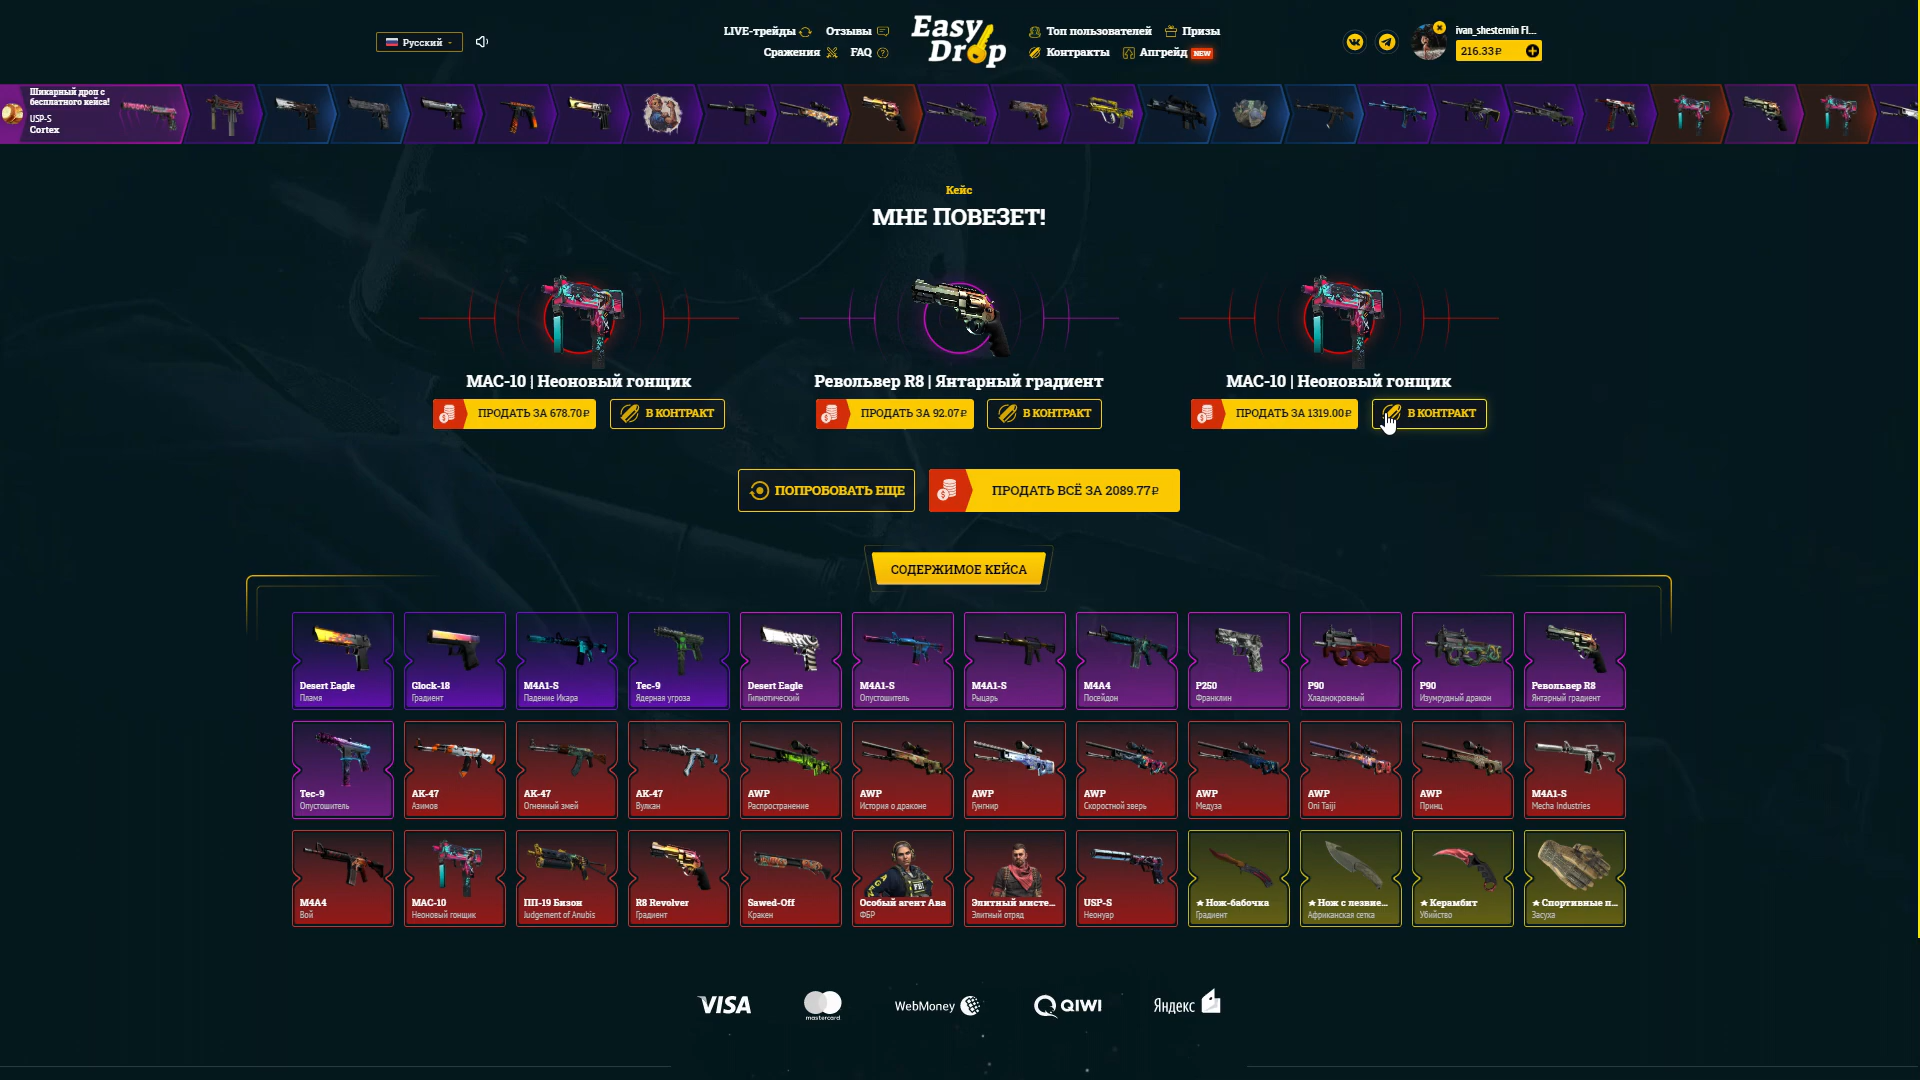 Русский
LIVE-трейды
Отзывы
Сражения
FAQ
Easy
Drop
Топ пользователей
Призы
Контракты
Апгрейд
NEW
ivan_shesternin Fl...
216.33₽
Шикарный дроп с
бесплатного кейса!
USP-S
Cortex
Кейс
МНЕ ПОВЕЗЕТ!
MAC-10 | Неоновый гонщик
ПРОДАТЬ ЗА 678.70₽
В КОНТРАКТ
Револьвер R8 | Янтарный градиент
ПРОДАТЬ ЗА 92.07₽
В КОНТРАКТ
MAC-10 | Неоновый гонщик
ПРОДАТЬ ЗА 1319.00₽
В КОНТРАКТ
ПОПРОБОВАТЬ ЕЩЕ
ПРОДАТЬ ВСЁ ЗА 2089.77₽
СОДЕРЖИМОЕ КЕЙСА
Desert Eagle
Пламя
Glock-18
Градиент
M4A1-S
Падение Икара
Tec-9
Ядерная угроза
Desert Eagle
Гипнотический
M4A1-S
Опустошитель
M4A1-S
Рыцарь
M4A4
Посейдон
P250
Франклин
P90
Хладнокровный
P90
Изумрудный дракон
Револьвер R8
Янтарный градиент
Tec-9
Опустошитель
AK-47
Азимов
AK-47
Огненный змей
AK-47
Вулкан
AWP
Распространение
AWP
История о драконе
AWP
Гунгнир
AWP
Скоростной зверь
AWP
Медуза
AWP
Oni Taiji
AWP
Принц
M4A1-S
Mecha Industries
M4A4
Вой
MAC-10
Неоновый гонщик
ПП-19 Бизон
Judgement of Anubis
R8 Revolver
Градиент
Sawed-Off
Кракен
Особый агент Ава
ФБР
Элитный мисте...
Элитный отряд
USP-S
Неонуар
★ Нож-бабочка
Градиент
★ Нож с лезвие...
Африканская сетка
★ Керамбит
Убийство
★ Спортивные п...
Засуха
VISA
mastercard
WebMoney
QIWI
Яндекс